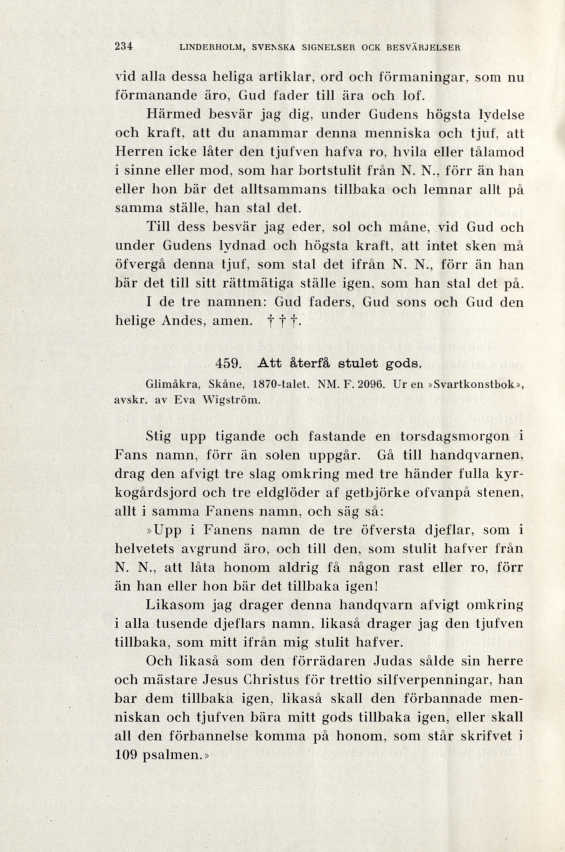 234 LINDERHOLM, SVENSKA SIGNELSER OCK BESVÄRJELSER
vid alla dessa heliga artiklar, ord och förmaningar, som nu
förmanande äro, Gud fader till ära och lof.
Härmed besvär jag dig, under Gudens högsta lydelse
och kraft, att du anammar denna menniska och tjuf, att
Herren icke låter den tjufven hafva ro, hvila eller tålamod
i sinne eller mod, som har bortstulit från N. N., förr än han
eller hon bär det alltsammans tillbaka och lemnar allt på
samma ställe, han stal det.
Till dess besvär jag eder, sol och måne, vid Gud och
under Gudens lydnad och högsta kraft, att intet sken må
öfvergå denna tjuf, som stal det ifrån N. N., förr än han
bär det till sitt rättmätiga ställe igen, som han stal det på.
I de tre namnen: Gud faders, Gud sons och Gud den
helige Andes, amen. † † †.
459. Att återfå stulet gods.
Glimåkra, Skåne, 1870-talet. NM. F. 2096. Ur en »Svartkonstbok»,
avskr. av Eva Wigström.
Stig upp tigande och fastande en torsdagsmorgon i
Fans namn, förr än solen uppgår. Gå till handqvarnen,
drag den afvigt tre slag omkring med tre händer fulla kyr-
kogårdsjord och tre eldglöder af getbjörke ofvanpå stenen,
allt i samma Fanens namn, och säg så:
»Upp i Fanens namn de tre öfversta djeflar, som i
helvetets avgrund äro, och till den, som stulit hafver från
N. N., att låta honom aldrig få någon rast eller ro, förr
än han eller hon bär det tillbaka igen!
Likasom jag drager denna handqvarn afvigt omkring
i alla tusende djeflars namn, likaså drager jag den tjufven
tillbaka, som mitt ifrån mig stulit hafver.
Och likaså som den förrädaren Judas sålde sin herre
och mästare Jesus Christus för trettio silfverpenningar, han
bar dem tillbaka igen, likaså skall den förbannade men-
niskan och tjufven bära mitt gods tillbaka igen, eller skall
all den förbannelse komma på honom, som står skrifvet i
109 psalmen.»